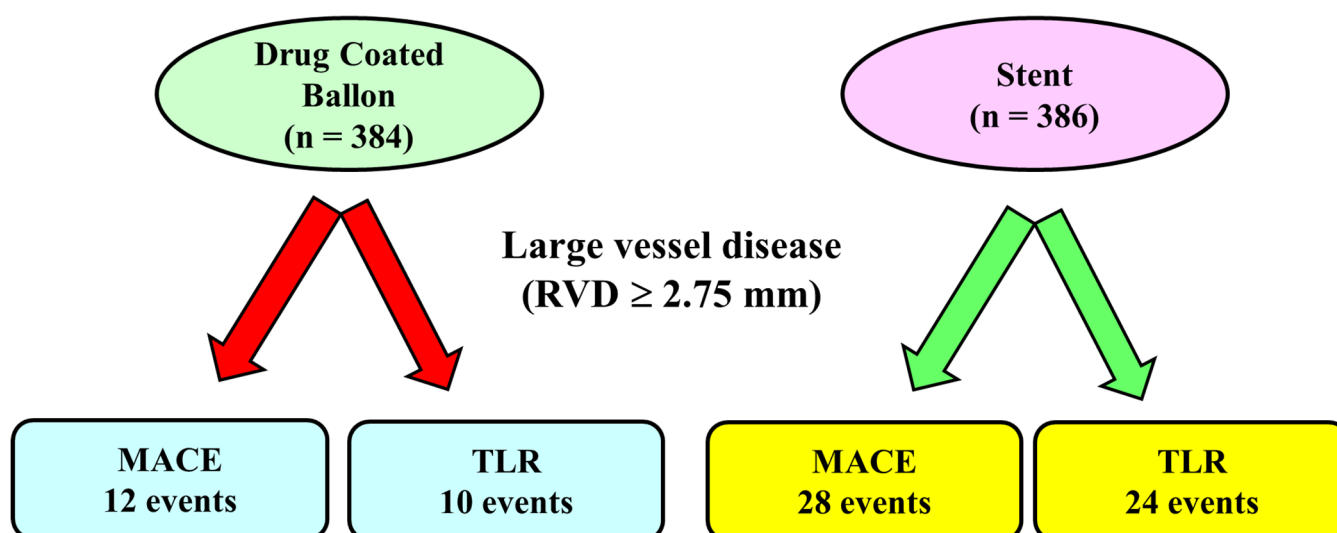 Drug Coated
Ballon
(n = 384)
Stent
(n = 386)
Large vessel disease
(RVD ≥ 2.75 mm)
MACE
12 events
TLR
10 events
MACE
28 events
TLR
24 events